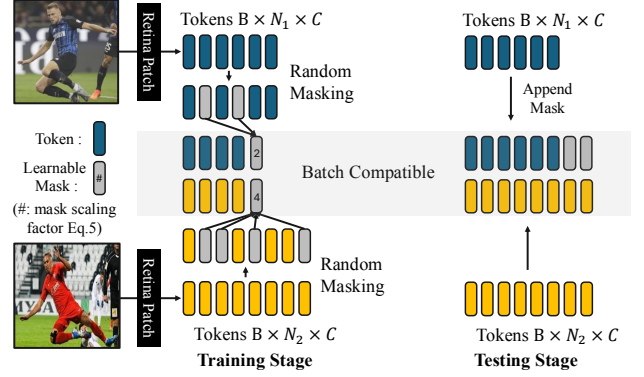 Tokens B × N₁ × C
Tokens B × N₁ × C
Retina Patch
Random
Masking
Append
Mask
Token :
Learnable
Mask :
#
(#: mask scaling
factor Eq.5)
2
Batch Compatible
4
Retina Patch
Random
Masking
Tokens B × N₂ × C
Tokens B × N₂ × C
Training Stage
Testing Stage